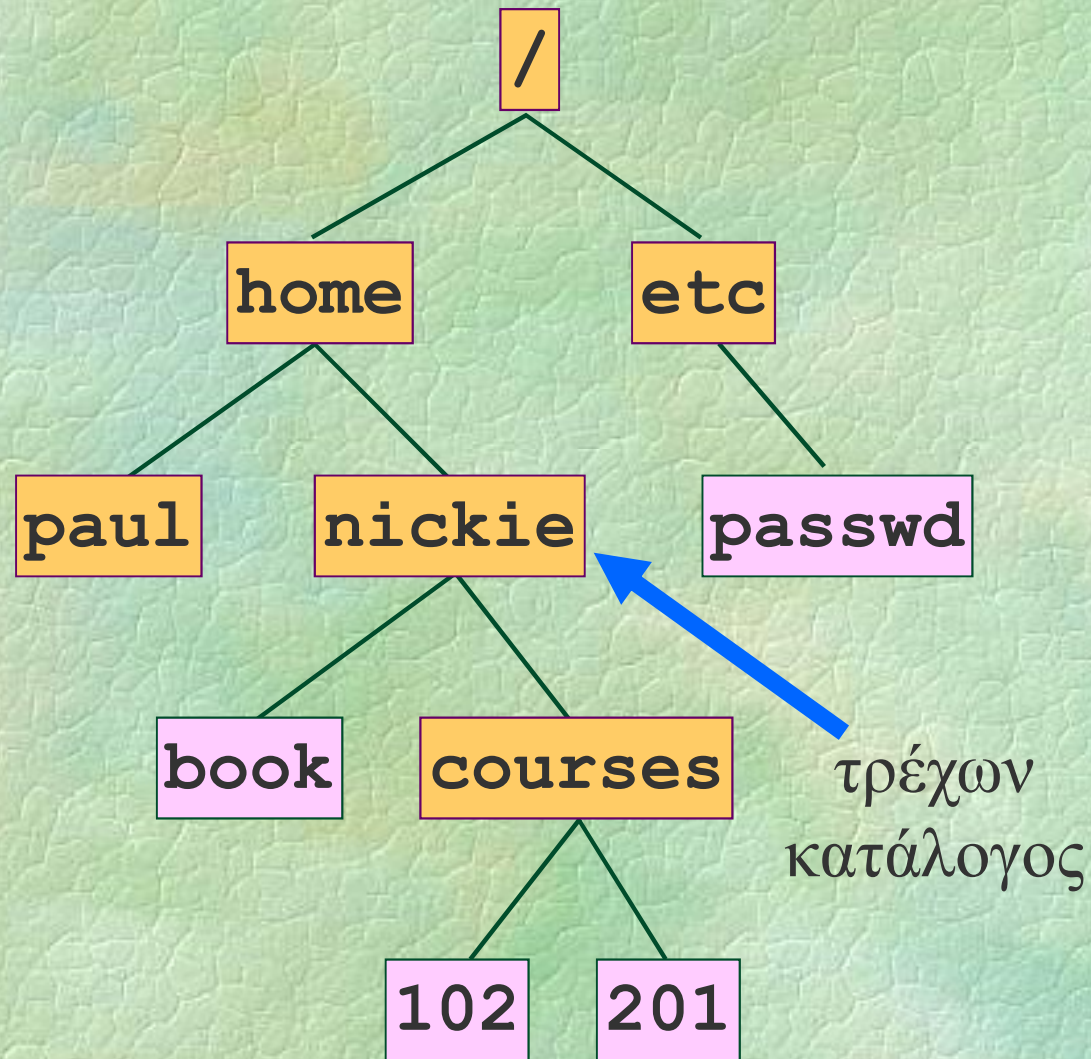 /
home
etc
paul
nickie
passwd
book
courses
τρέχων
κατάλογος
102
201